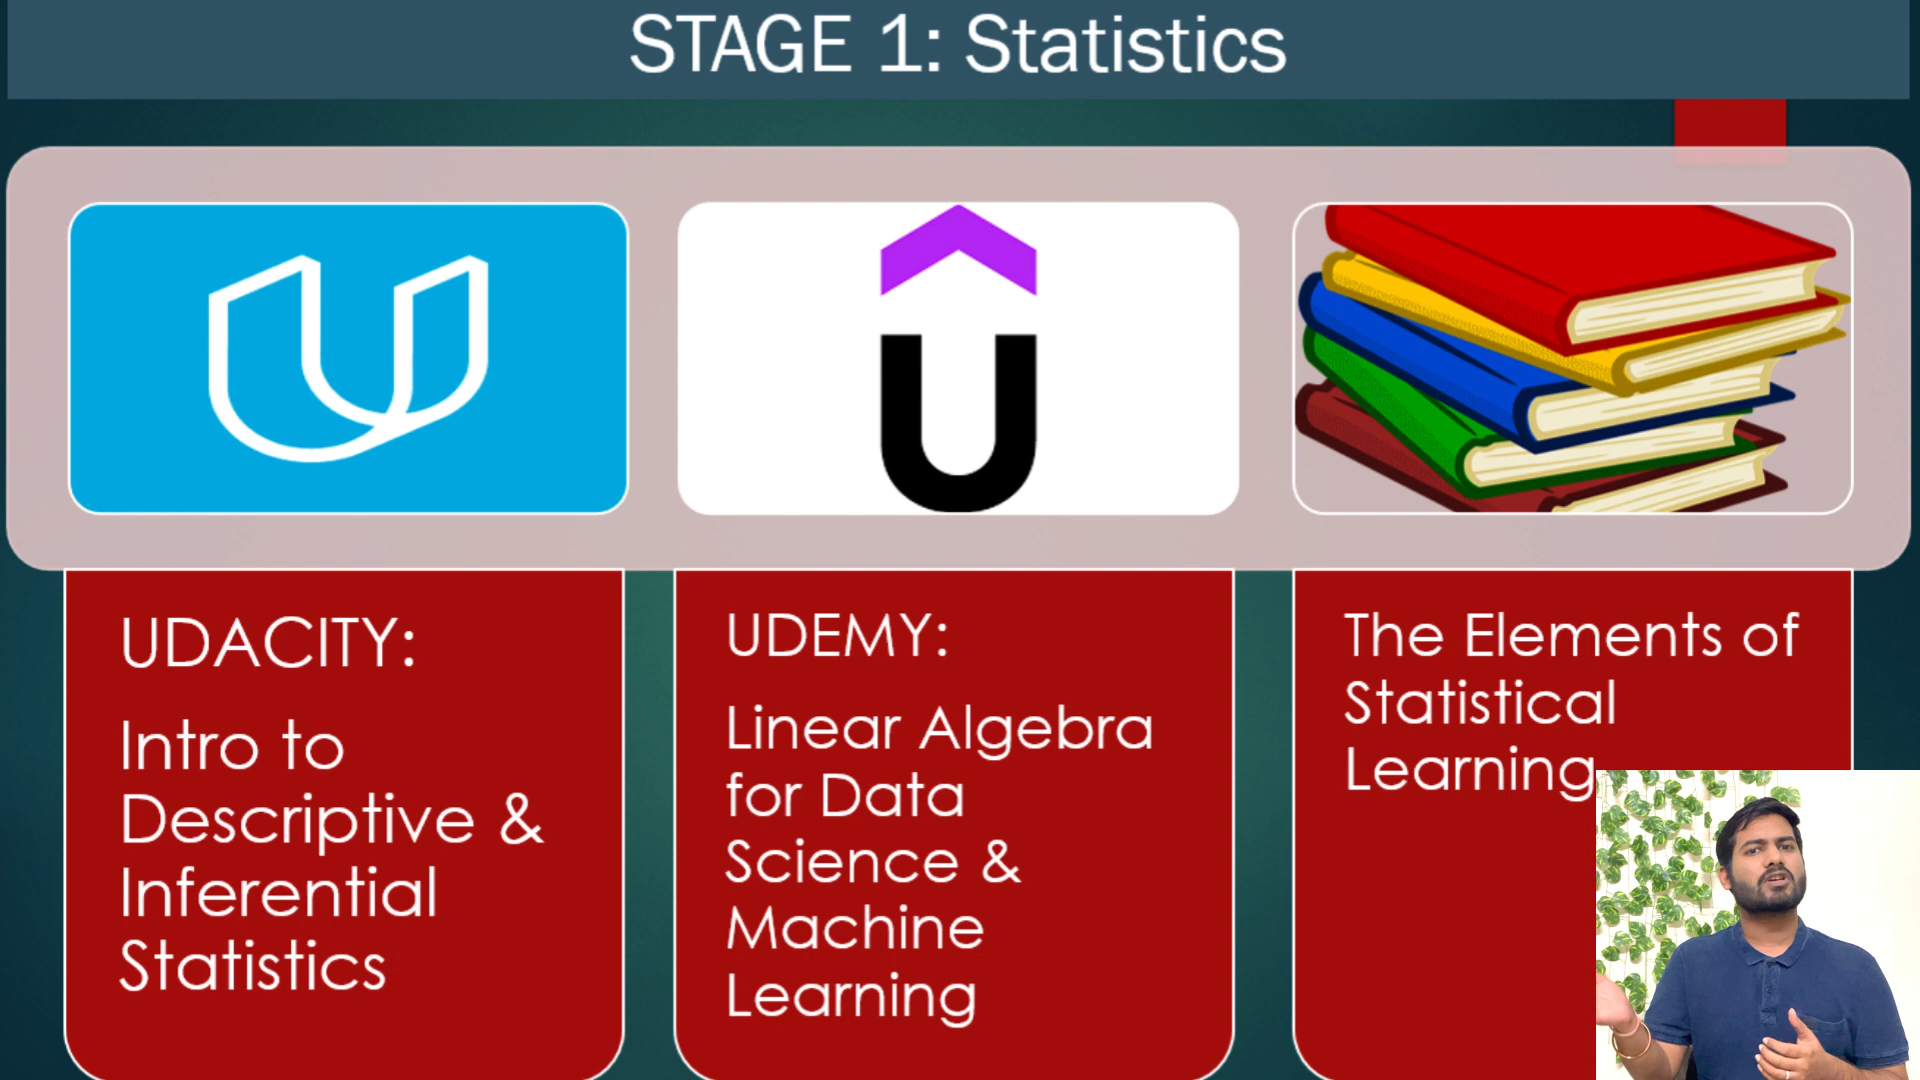 STAGE 1: Statistics
UDACITY:
Intro to
Descriptive &
Inferential
Statistics
UDEMY:
Linear Algebra
for Data
Science &
Machine
Learning
The Elements of
Statistical
Learning